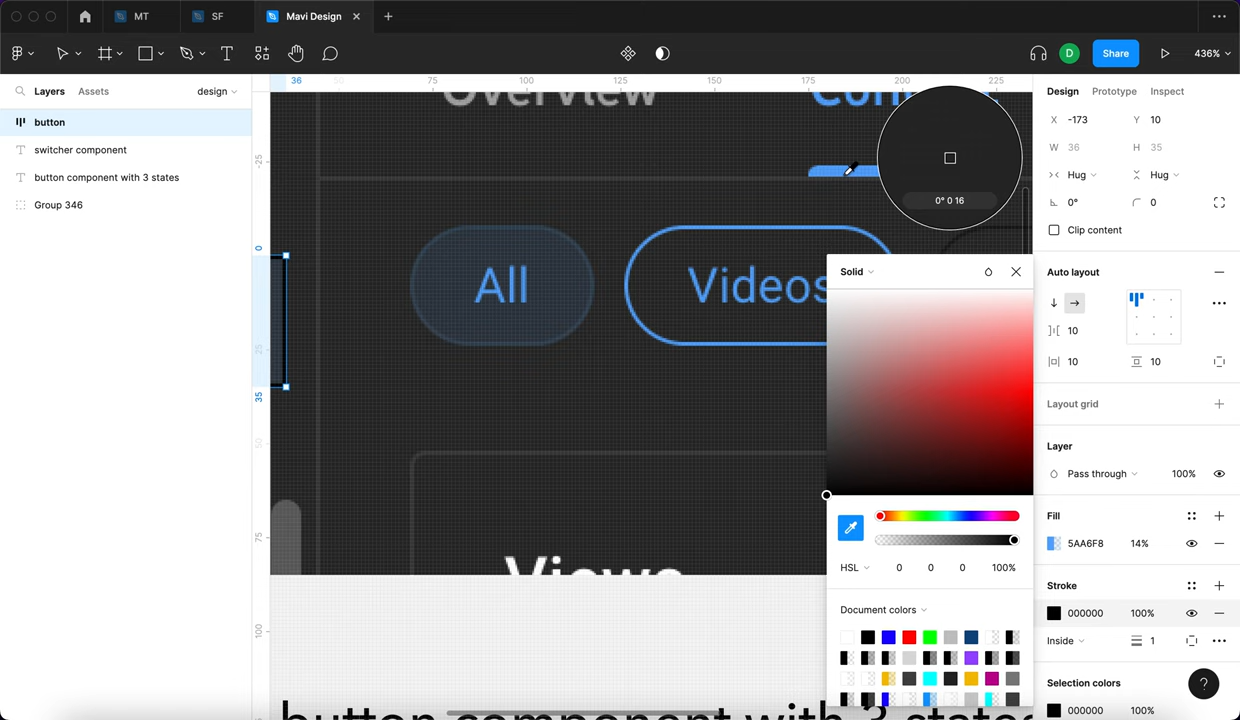 MT
SF
Mavi Design
Share
436%
Layers
Assets
design
button
switcher component
button component with 3 states
Group 346
36
50
75
100
125
150
175
200
225
-25
0
25
35
50
75
100
Overview
All
Videos
Views
button component with 3 states
0° 0 16
Solid
HSL
0
0
0
100%
Document colors
Design
Prototype
Inspect
X -173
Y 10
W 36
H 35
Hug
Hug
0°
0
Clip content
Auto layout
10
10
10
Layout grid
Layer
Pass through
100%
Fill
5AA6F8
14%
Stroke
000000
100%
Inside
1
Selection colors
000000
100%
?